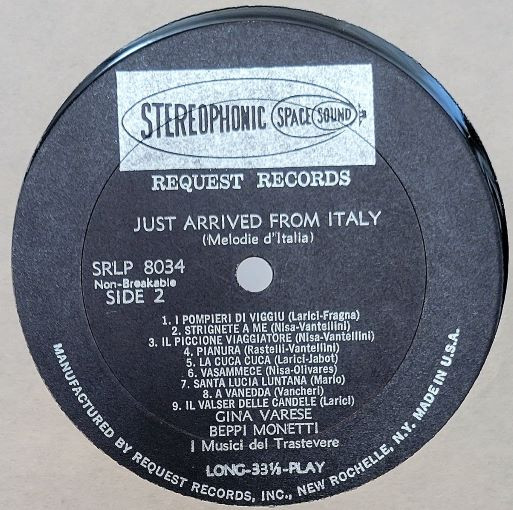 STEREOPHONIC SPACE SOUND
REQUEST RECORDS
JUST ARRIVED FROM ITALY
(Melodie d"Italia)
SRLP 8034
Non-Breakable
SIDE 2
1. I POMPIERI DI VIGGIU (Larici-Fragna)
2. STRIGNETE A ME (Nisa-Vantellini)
3. IL PICCIONE VIAGGIATORE (Nisa-Vantellini)
4. PIANURA (Rastelli-Vantellini)
5. LA CUCA CUCA (Larici-Jabot)
6. VASAMMECE (Nisa-Olivares)
7. SANTA LUCIA LUNTANA (Mario)
8. A VANEDDA (Vancheri)
9. IL VALSER DELLE CANDELE (Larici)
GINA VARESE
BEPPI MONETTI
I Musici del Trastevere
LONG-33⅓-PLAY
MANUFACTURED BY REQUEST RECORDS, INC., NEW ROCHELLE, N.Y. MADE IN U.S.A.